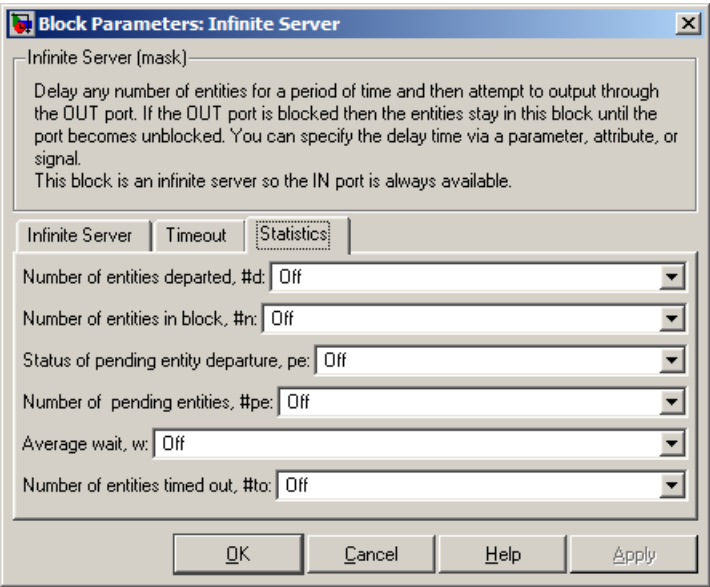 Block Parameters: Infinite Server
Infinite Server (mask)
Delay any number of entities for a period of time and then attempt to output through
the OUT port. If the OUT port is blocked then the entities stay in this block until the
port becomes unblocked. You can specify the delay time via a parameter, attribute, or
signal.
This block is an infinite server so the IN port is always available.
Infinite Server Timeout Statistics
Number of entities departed, #d: Off
Number of entities in block, #n: Off
Status of pending entity departure, pe: Off
Number of pending entities, #pe: Off
Average wait, w: Off
Number of entities timed out, #to: Off
OK Cancel Help Apply